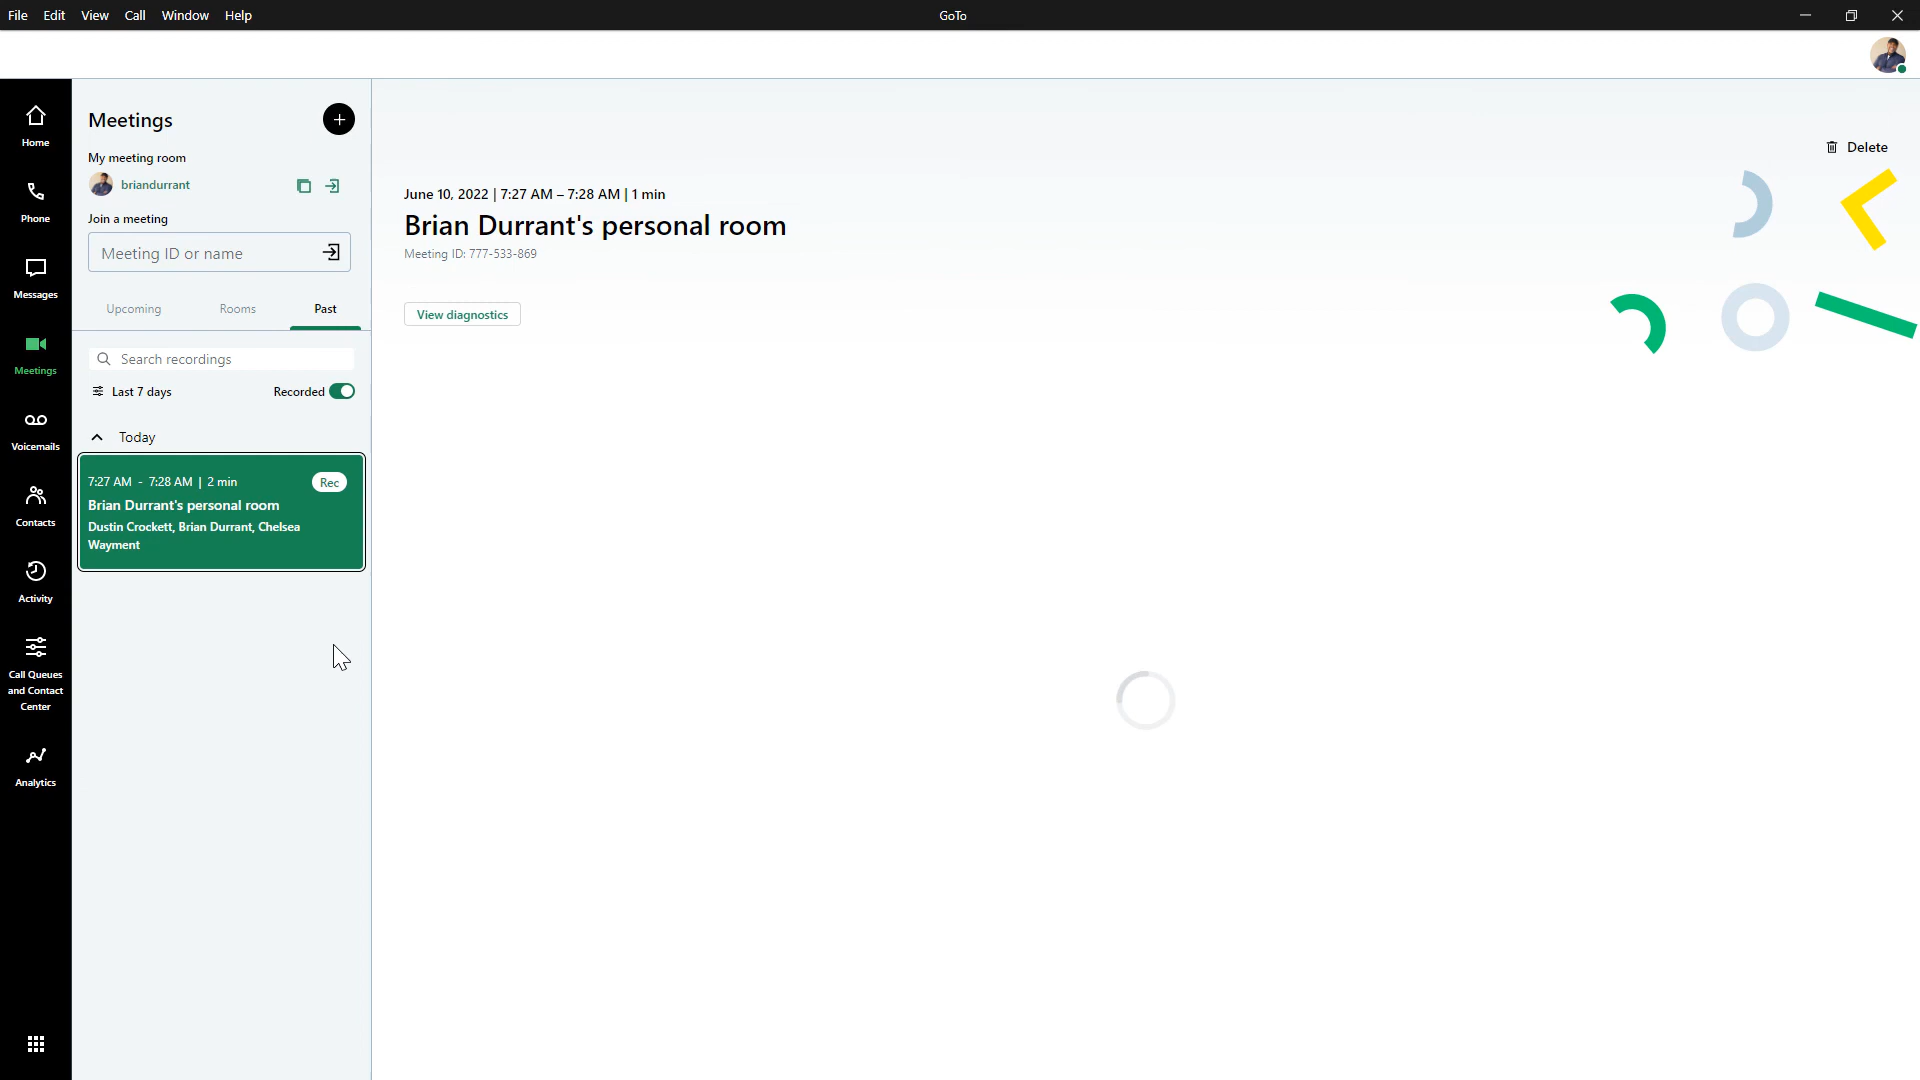 File Edit View Call Window Help
GoTo
Home
Phone
Messages
Meetings
Voicemails
Contacts
Activity
Call Queues
and Contact
Center
Analytics
Meetings
My meeting room
briandurrant
Join a meeting
Meeting ID or name
Upcoming Rooms Past
Search recordings
Last 7 days Recorded
Today
7:27 AM - 7:28 AM | 2 min Rec
Brian Durrant's personal room
Dustin Crockett, Brian Durrant, Chelsea
Wayment
Delete
June 10, 2022 | 7:27 AM – 7:28 AM | 1 min
Brian Durrant's personal room
Meeting ID: 777-533-869
View diagnostics